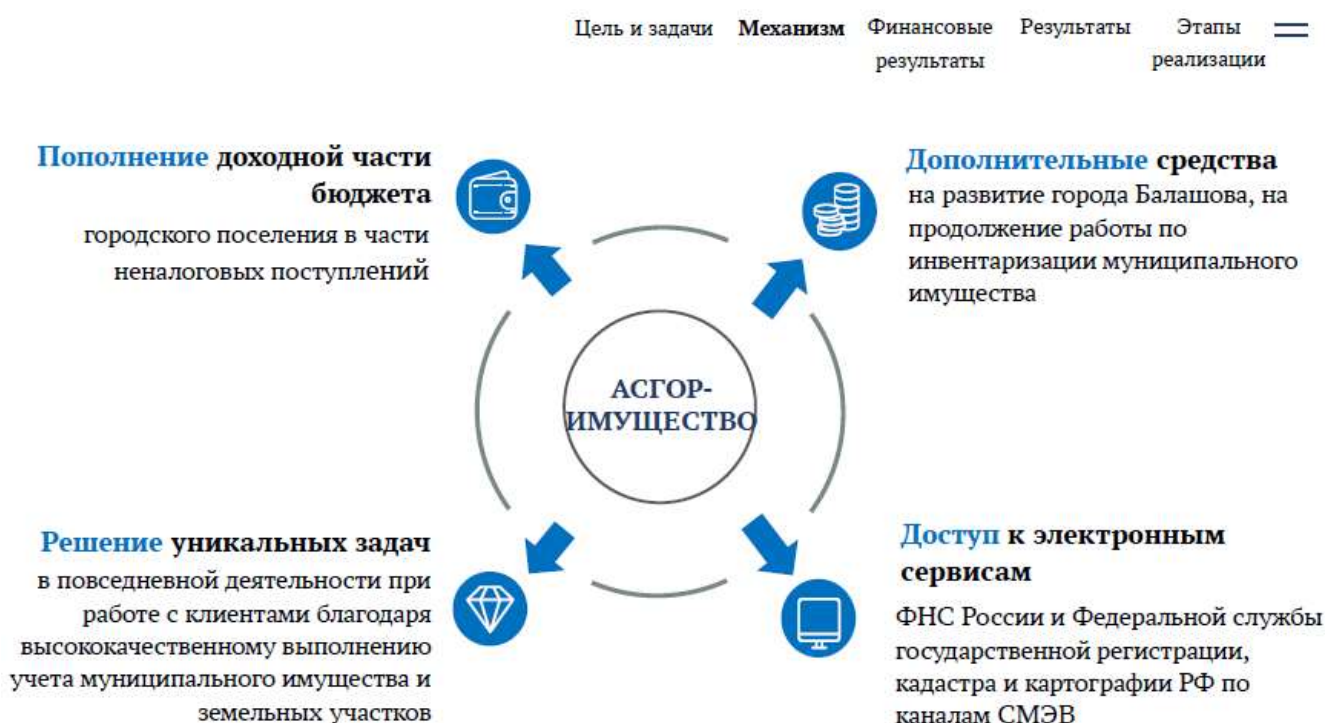 Цель и задачи Механизм Финансовые результаты Результаты Этапы реализации
Пополнение доходной части
бюджета
городского поселения в части
неналоговых поступлений
Дополнительные средства
на развитие города Балашова, на
продолжение работы по
инвентаризации муниципального
имущества
АСГОР-
ИМУЩЕСТВО
Решение уникальных задач
в повседневной деятельности при
работе с клиентами благодаря
высококачественному выполнению
учета муниципального имущества и
земельных участков
Доступ к электронным
сервисам
ФНС России и Федеральной службы
государственной регистрации,
кадастра и картографии РФ по
каналам СМЭВ